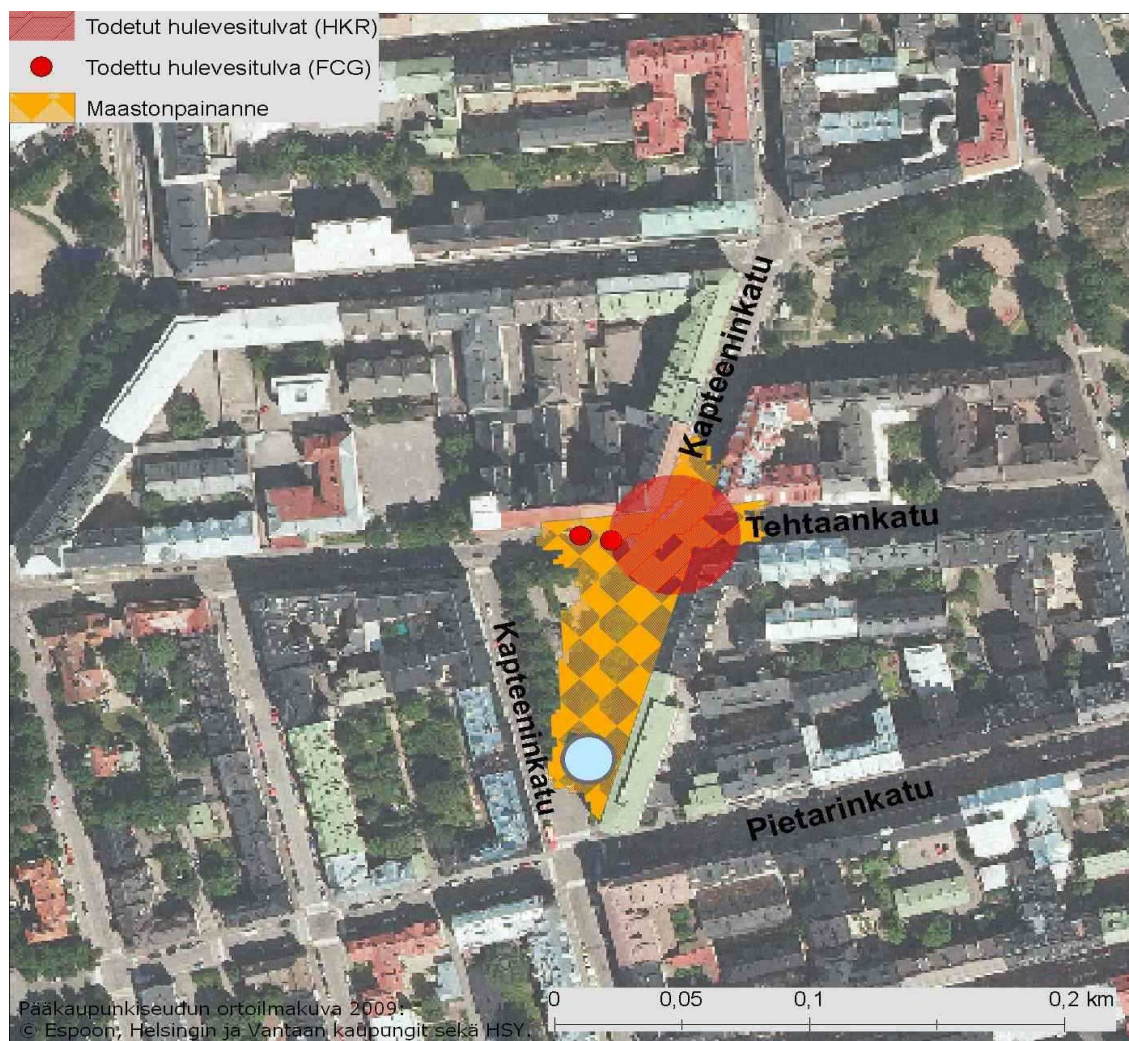 Todetut hulevesitulvat (HKR)
Todettu hulevesitulva (FCG)
Maastonpainanne
Kapteeninkatu
Tehtaankatu
Kapteeninkatu
Pietarinkatu
0 0,05 0,1 0,2 km
Pääkaupunkiseudun ortoilmakuva 2009:
© Espoon, Helsingin ja Vantaan kaupungit sekä HSY.